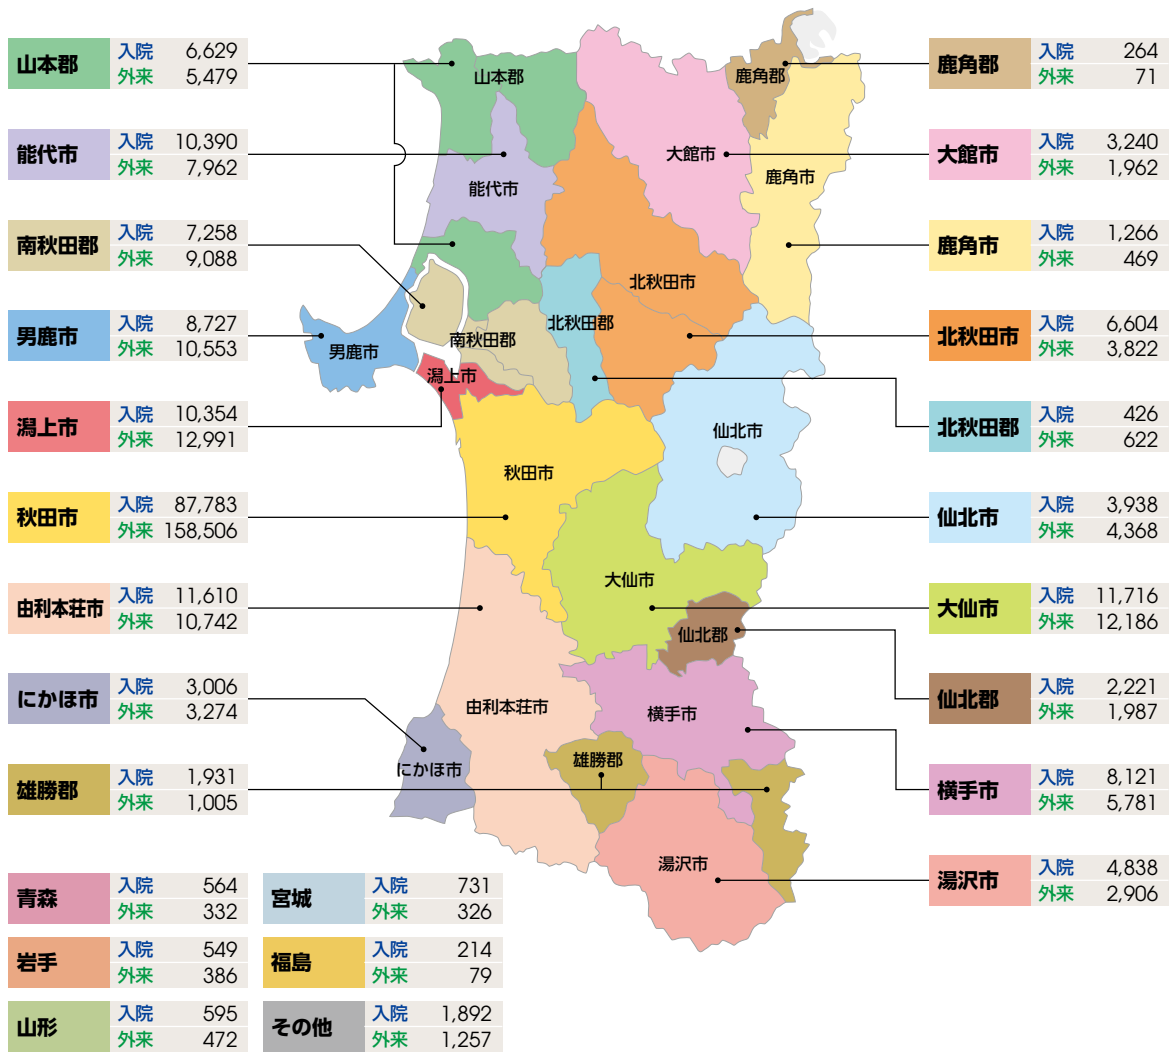 山本郡 入院 6,629
外来 5,479
能代市 入院 10,390
外来 7,962
南秋田郡 入院 7,258
外来 9,088
男鹿市 入院 8,727
外来 10,553
潟上市 入院 10,354
外来 12,991
秋田市 入院 87,783
外来 158,506
由利本荘市 入院 11,610
外来 10,742
にかほ市 入院 3,006
外来 3,274
雄勝郡 入院 1,931
外来 1,005
山本郡
鹿角郡
大館市
鹿角市
能代市
北秋田市
北秋田郡
南秋田郡
男鹿市
潟上市
仙北市
秋田市
大仙市
仙北郡
由利本荘市
横手市
雄勝郡
にかほ市
湯沢市
鹿角郡 入院 264
外来 71
大館市 入院 3,240
外来 1,962
鹿角市 入院 1,266
外来 469
北秋田市 入院 6,604
外来 3,822
北秋田郡 入院 426
外来 622
仙北市 入院 3,938
外来 4,368
大仙市 入院 11,716
外来 12,186
仙北郡 入院 2,221
外来 1,987
横手市 入院 8,121
外来 5,781
湯沢市 入院 4,838
外来 2,906
青森 入院 564
外来 332
岩手 入院 549
外来 386
山形 入院 595
外来 472
宮城 入院 731
外来 326
福島 入院 214
外来 79
その他 入院 1,892
外来 1,257